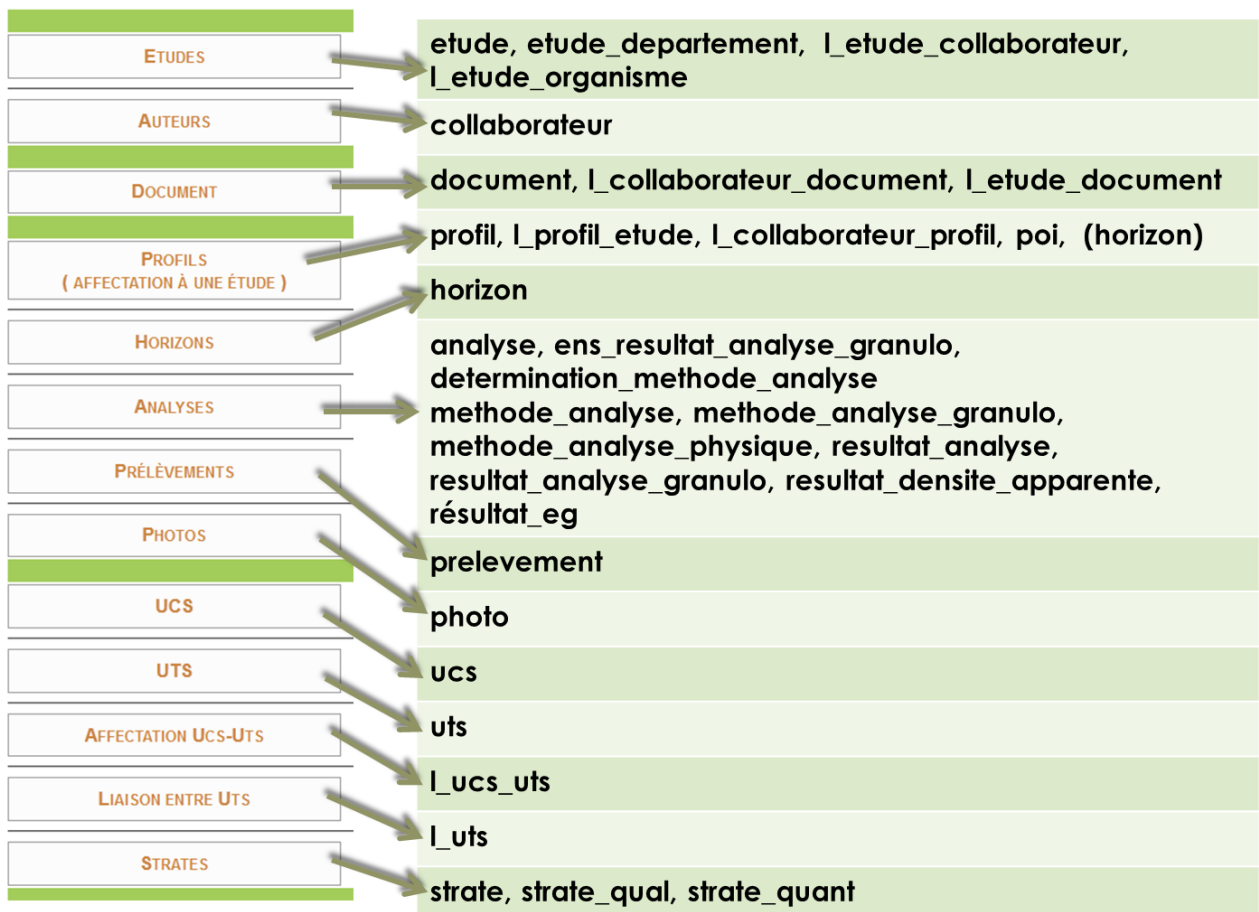 ETUDES
etude, etude_departement, l_etude_collaborateur,
l_etude_organisme
AUTEURS
collaborateur
DOCUMENT
document, l_collaborateur_document, l_etude_document
PROFILS
( AFFECTATION À UNE ÉTUDE )
profil, l_profil_etude, l_collaborateur_profil, poi, (horizon)
HORIZONS
horizon
ANALYSES
analyse, ens_resultat_analyse_granulo,
determination_methode_analyse
methode_analyse, methode_analyse_granulo,
methode_analyse_physique, resultat_analyse,
resultat_analyse_granulo, resultat_densite_apparente,
résultat_eg
PRÉLÈVEMENTS
prelevement
PHOTOS
photo
UCS
ucs
UTS
uts
AFFECTATION UCS-UTS
l_ucs_uts
LIAISON ENTRE UTS
l_uts
STRATES
strate, strate_qual, strate_quant